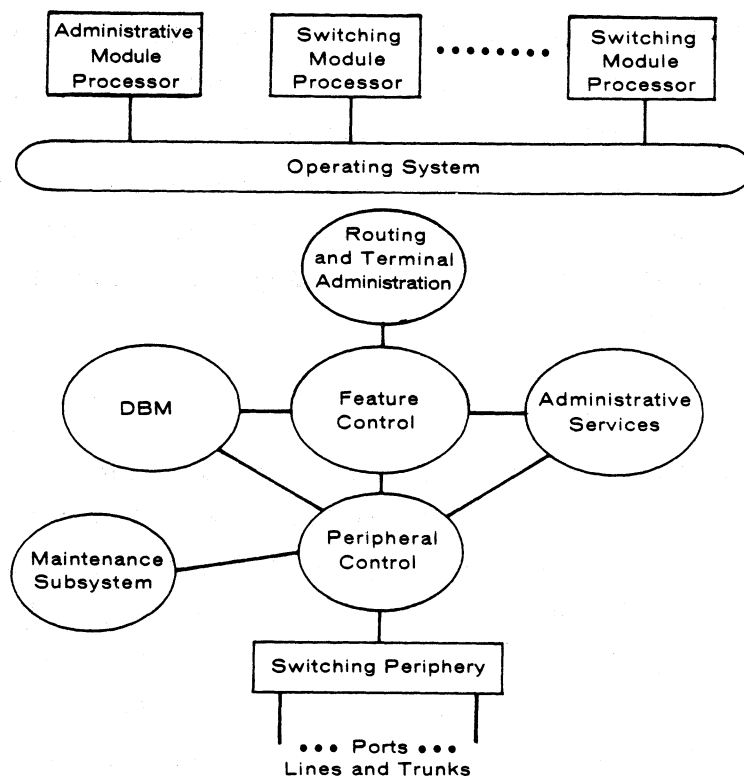 Administrative
Module
Processor
Switching
Module
Processor
Switching
Module
Processor
Operating System
Routing
and Terminal
Administration
DBM
Feature
Control
Administrative
Services
Maintenance
Subsystem
Peripheral
Control
Switching Periphery
••• Ports •••
Lines and Trunks